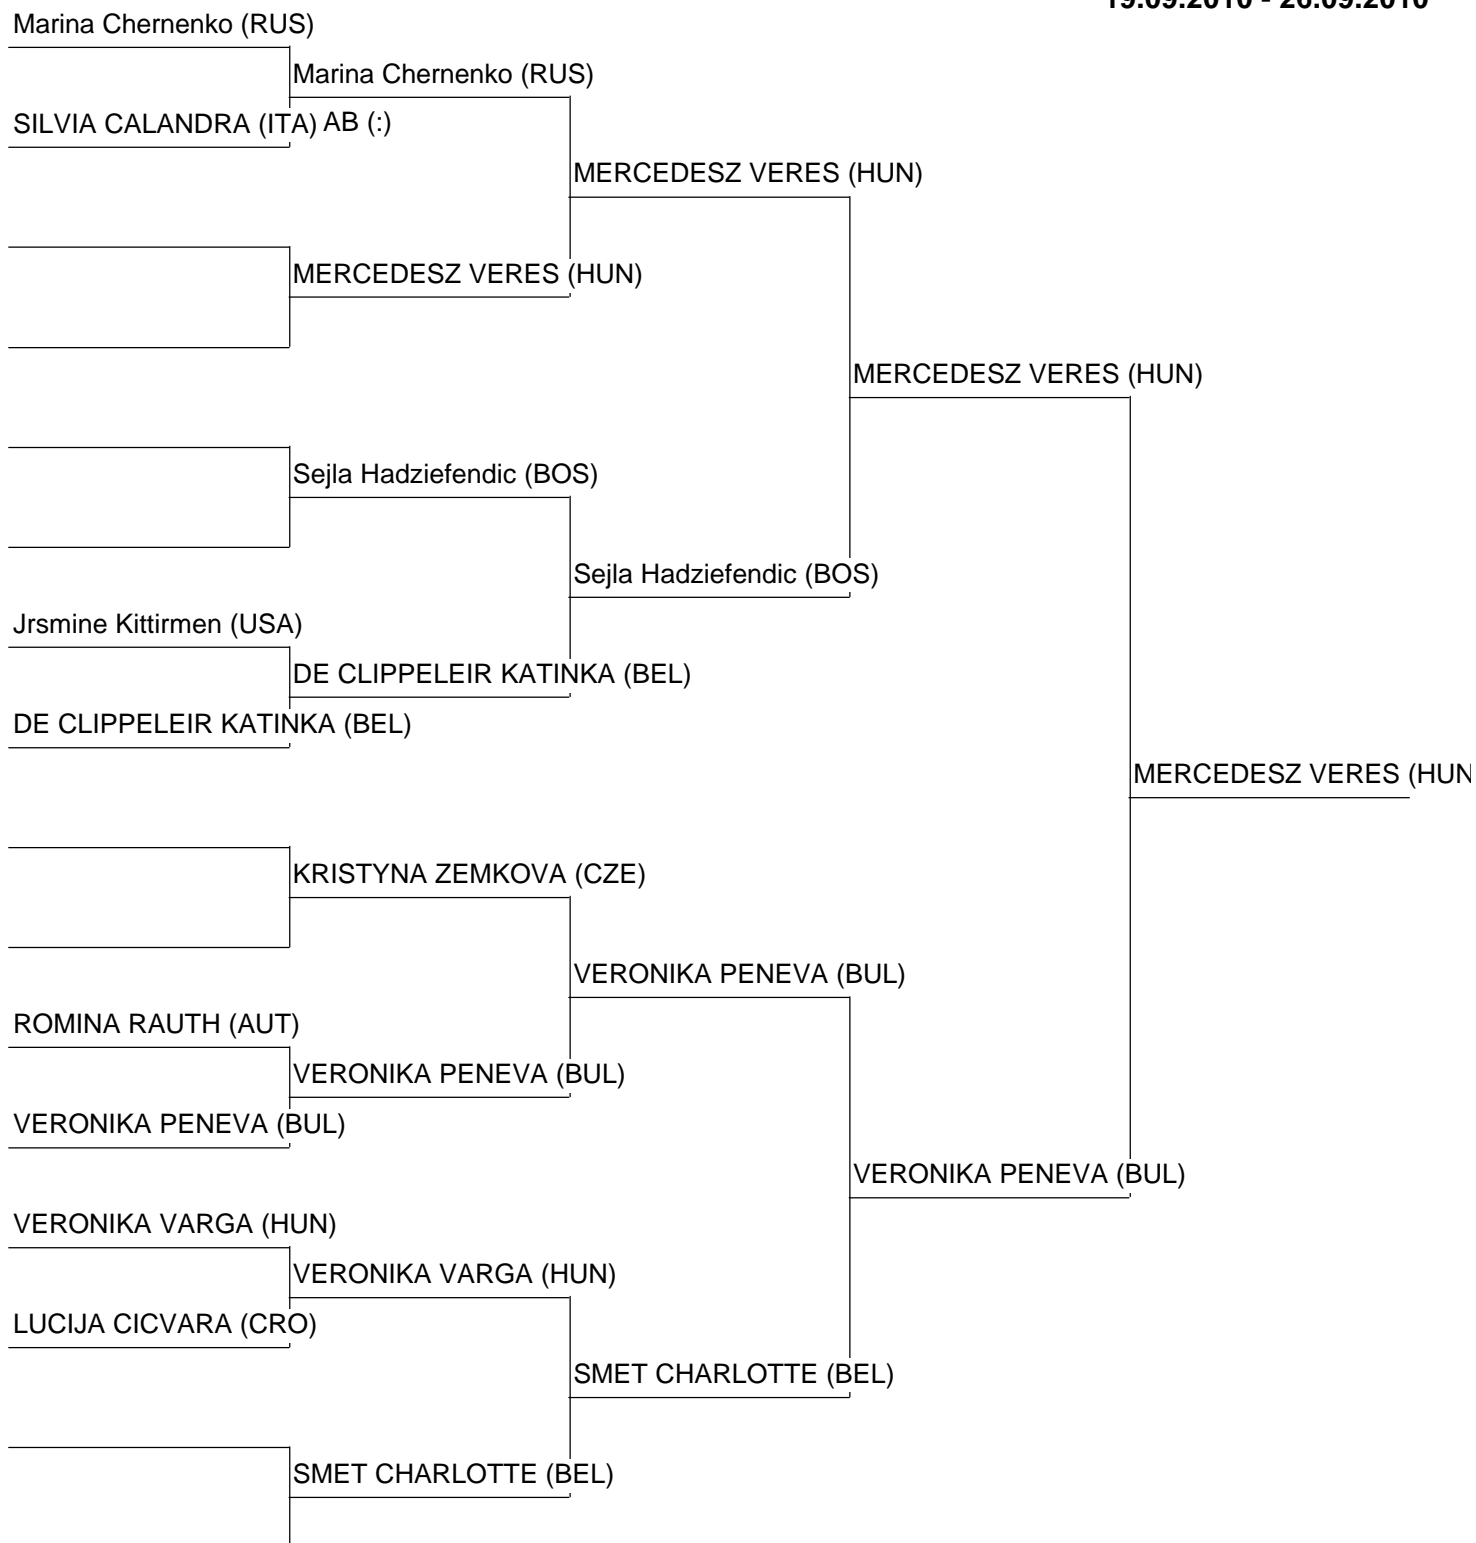 19.09.2010 - 26.09.2010
Marina Chernenko (RUS)
Marina Chernenko (RUS)
SILVIA CALANDRA (ITA) AB (:)
MERCEDESZ VERES (HUN)
MERCEDESZ VERES (HUN)
MERCEDESZ VERES (HUN)
Sejla Hadziefendic (BOS)
Sejla Hadziefendic (BOS)
Jrsmine Kittirmen (USA)
DE CLIPPELEIR KATINKA (BEL)
DE CLIPPELEIR KATINKA (BEL)
MERCEDESZ VERES (HUN
KRISTYNA ZEMKOVA (CZE)
VERONIKA PENEVA (BUL)
ROMINA RAUTH (AUT)
VERONIKA PENEVA (BUL)
VERONIKA PENEVA (BUL)
VERONIKA PENEVA (BUL)
VERONIKA VARGA (HUN)
VERONIKA VARGA (HUN)
LUCIJA CICVARA (CRO)
SMET CHARLOTTE (BEL)
SMET CHARLOTTE (BEL)